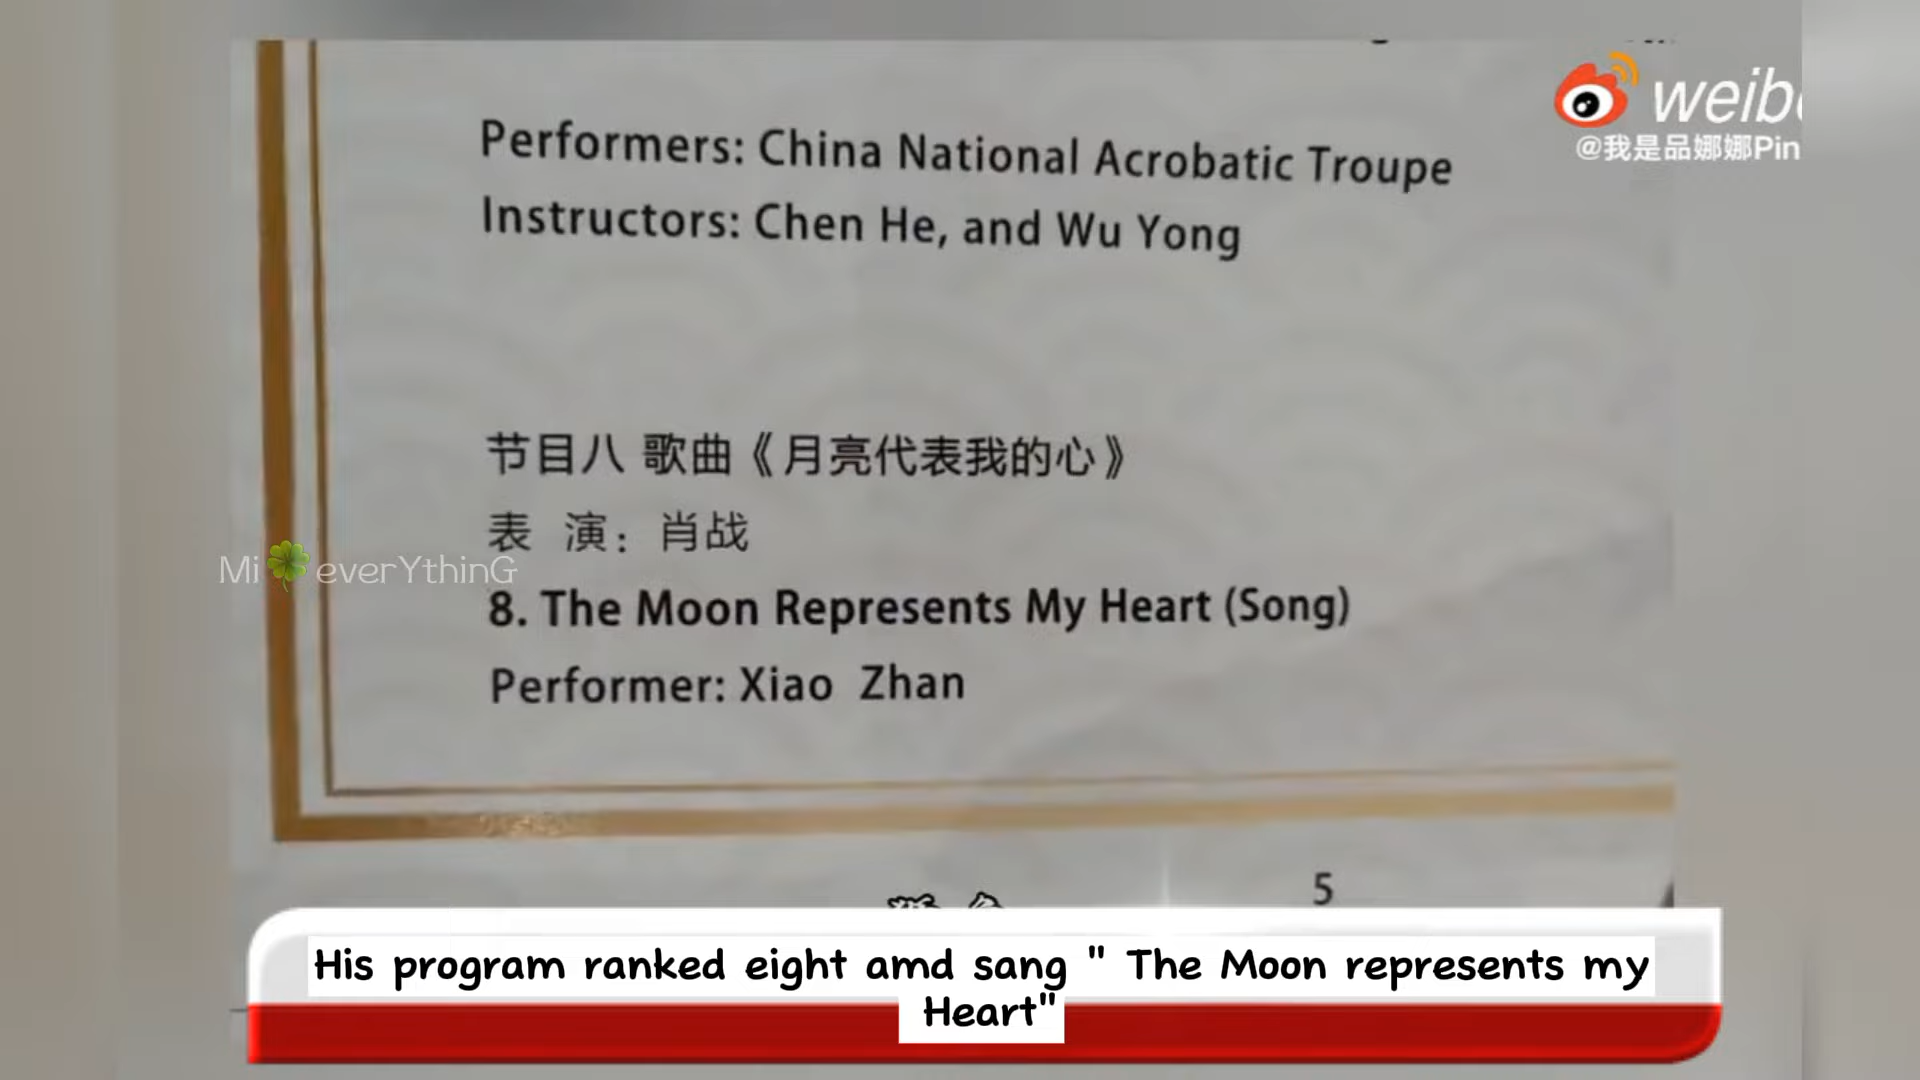 weibo
@我是品娜娜Pin
Performers: China National Acrobatic Troupe
Instructors: Chen He, and Wu Yong
节目八 歌曲《月亮代表我的心》
表 演：肖战
Mi🍀everYthinG
8. The Moon Represents My Heart (Song)
Performer: Xiao Zhan
5
His program ranked eight amd sang " The Moon represents my
Heart"